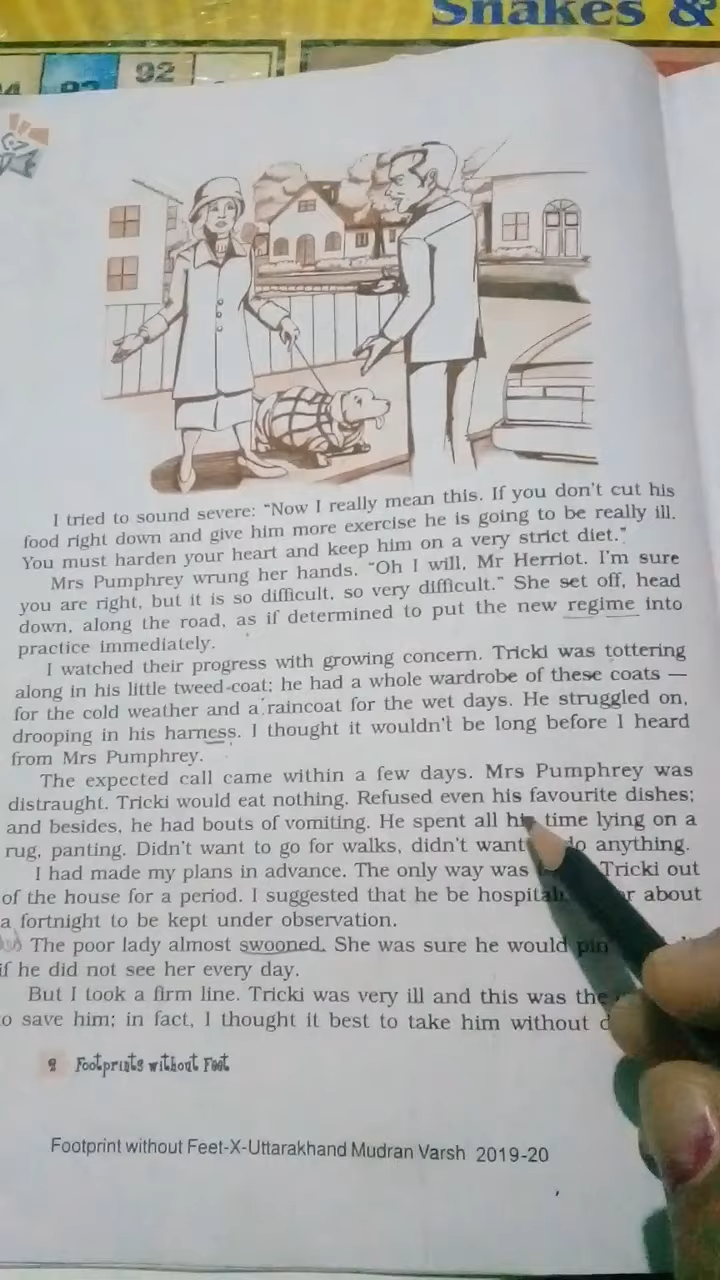 Snakes &
92
I tried to sound severe: “Now I really mean this. If you don’t cut his
food right down and give him more exercise he is going to be really ill.
You must harden your heart and keep him on a very strict diet.”
Mrs Pumphrey wrung her hands. “Oh I will, Mr Herriot. I’m sure
you are right, but it is so difficult, so very difficult.” She set off, head
down, along the road, as if determined to put the new regime into
practice immediately.
I watched their progress with growing concern. Tricki was tottering
along in his little tweed-coat; he had a whole wardrobe of these coats —
for the cold weather and a raincoat for the wet days. He struggled on,
drooping in his harness. I thought it wouldn’t be long before I heard
from Mrs Pumphrey.
The expected call came within a few days. Mrs Pumphrey was
distraught. Tricki would eat nothing. Refused even his favourite dishes;
and besides, he had bouts of vomiting. He spent all his time lying on a
rug, panting. Didn’t want to go for walks, didn’t want do anything.
I had made my plans in advance. The only way was Tricki out
of the house for a period. I suggested that he be about
a fortnight to be kept under observation.
The poor lady almost swooned. She was sure he would
if he did not see her every day.
But I took a firm line. Tricki was very ill and this was the
o save him; in fact, I thought it best to take him without
2 Footprints without Feet
Footprint without Feet-X-Uttarakhand Mudran Varsh 2019-20